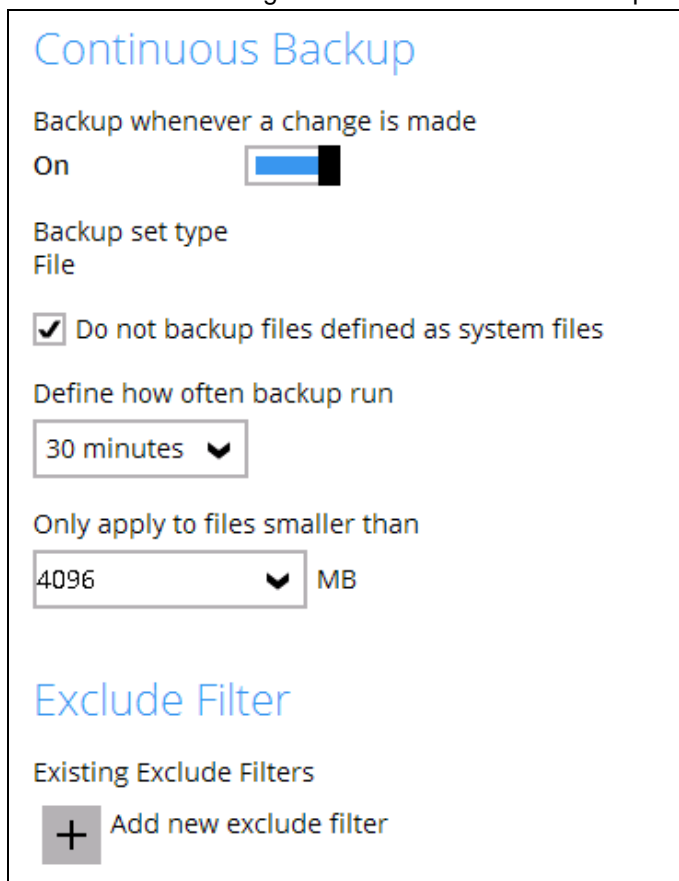 Continuous Backup
Backup whenever a change is made
On
Backup set type
File
Do not backup files defined as system files
Define how often backup run
30 minutes
Only apply to files smaller than
4096 MB
Exclude Filter
Existing Exclude Filters
Add new exclude filter